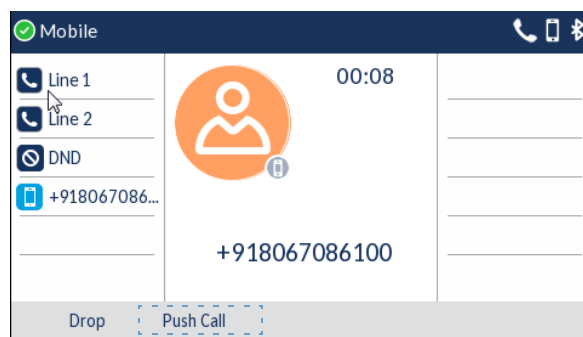 Mobile
Line 1
Line 2
DND
+918067086...
00:08
+918067086100
Drop
Push Call